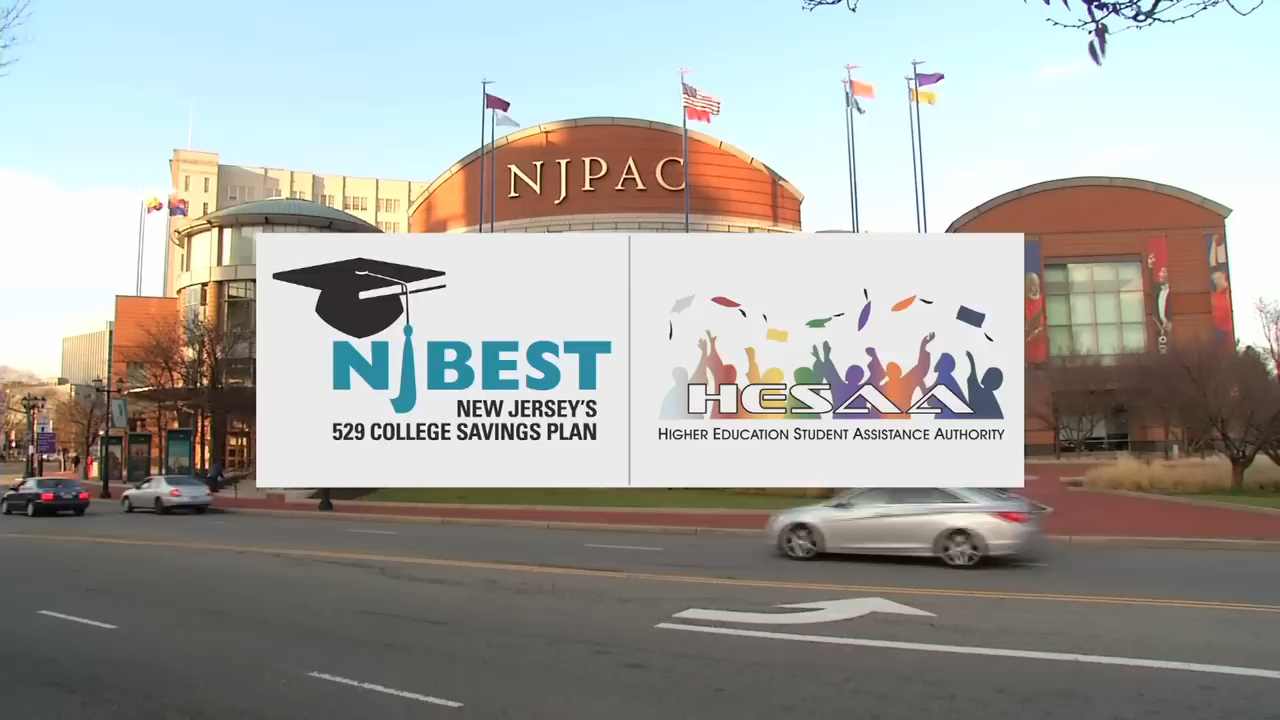 NJPAC
NJBEST
NEW JERSEY'S
529 COLLEGE SAVINGS PLAN
HESAA
HIGHER EDUCATION STUDENT ASSISTANCE AUTHORITY